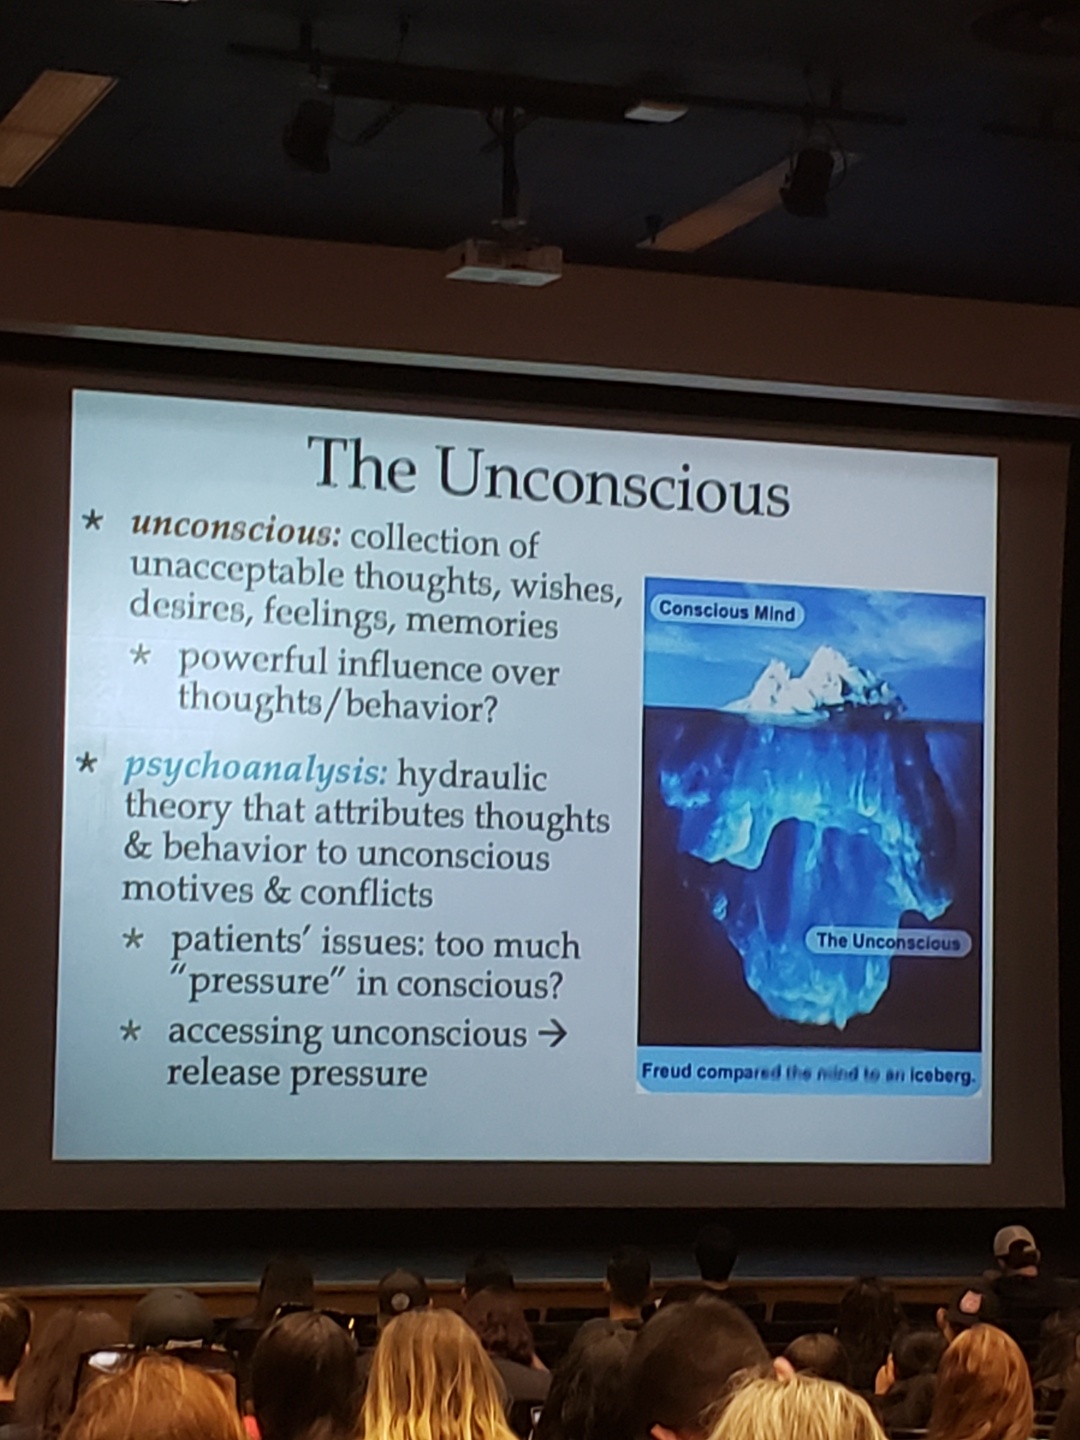 The Unconscious
* unconscious: collection of
unacceptable thoughts, wishes,
desires, feelings, memories
* powerful influence over
thoughts/behavior?
* psychoanalysis: hydraulic
theory that attributes thoughts
& behavior to unconscious
motives & conflicts
* patients' issues: too much
"pressure" in conscious?
* accessing unconscious →
release pressure
Conscious Mind
The Unconscious
Freud compared the mind to an iceberg.